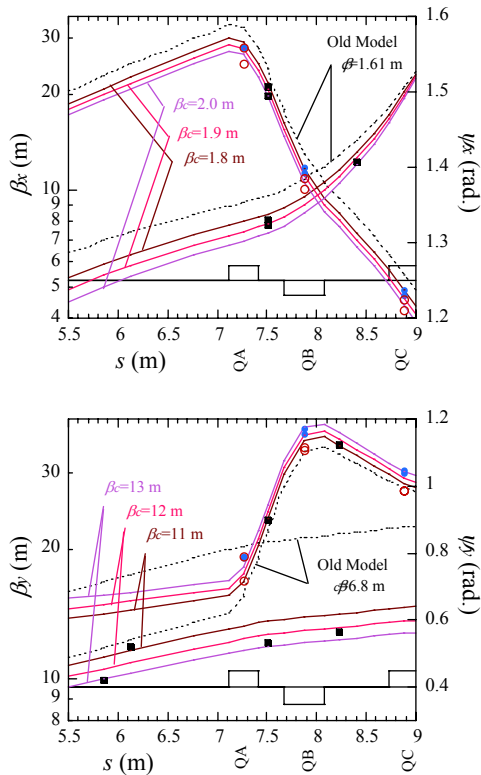 30
20
10
9
8
7
6
5
4
βx (m)
1.6
1.5
1.4
1.3
1.2
ψx (rad.)
Old Model
βc=2.0 m
βc=1.9 m
βc=1.8 m
5.5 6 6.5 7 7.5 8 8.5 9
s (m)
QA
QB
QC
30
20
10
9
8
βy (m)
1.2
1
0.8
0.6
0.4
ψy (rad.)
βc=13 m
βc=12 m
βc=11 m
Old Model
5.5 6 6.5 7 7.5 8 8.5 9
s (m)
QA
QB
QC